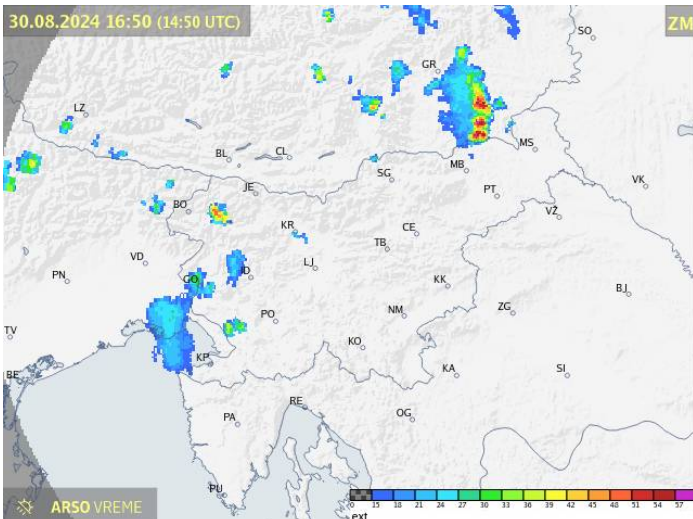 30.08.2024 16:50 (14:50 UTC)
ZM
SO
GR
LZ
MS
BL
CL
MB
SG
VK
JE
PT
BO
VŽ
KR
CE
TB
VD
LJ
GO
ID
PN
KK
BJ
PO
NM
ZG
TV
KO
KP
BE
KA
SI
RE
PA
OG
PU
ARSO VREME
0 15 18 21 24 27 30 33 36 39 42 45 48 51 54 57
ext